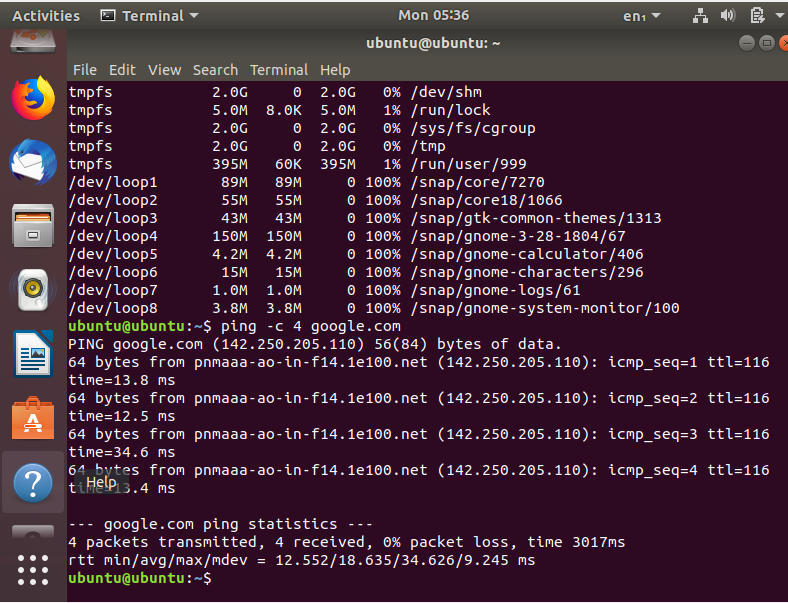 Activities Terminal Mon 05:36 en₁
ubuntu@ubuntu: ~
File Edit View Search Terminal Help
tmpfs 2.0G 0 2.0G 0% /dev/shm
tmpfs 5.0M 8.0K 5.0M 1% /run/lock
tmpfs 2.0G 0 2.0G 0% /sys/fs/cgroup
tmpfs 2.0G 0 2.0G 0% /tmp
tmpfs 395M 60K 395M 1% /run/user/999
/dev/loop1 89M 89M 0 100% /snap/core/7270
/dev/loop2 55M 55M 0 100% /snap/core18/1066
/dev/loop3 43M 43M 0 100% /snap/gtk-common-themes/1313
/dev/loop4 150M 150M 0 100% /snap/gnome-3-28-1804/67
/dev/loop5 4.2M 4.2M 0 100% /snap/gnome-calculator/406
/dev/loop6 15M 15M 0 100% /snap/gnome-characters/296
/dev/loop7 1.0M 1.0M 0 100% /snap/gnome-logs/61
/dev/loop8 3.8M 3.8M 0 100% /snap/gnome-system-monitor/100
ubuntu@ubuntu:~$ ping -c 4 google.com
PING google.com (142.250.205.110) 56(84) bytes of data.
64 bytes from pnmaaa-ao-in-f14.1e100.net (142.250.205.110): icmp_seq=1 ttl=116
time=13.8 ms
64 bytes from pnmaaa-ao-in-f14.1e100.net (142.250.205.110): icmp_seq=2 ttl=116
time=12.5 ms
64 bytes from pnmaaa-ao-in-f14.1e100.net (142.250.205.110): icmp_seq=3 ttl=116
time=34.6 ms
64 bytes from pnmaaa-ao-in-f14.1e100.net (142.250.205.110): icmp_seq=4 ttl=116
Help
time=13.4 ms
--- google.com ping statistics ---
4 packets transmitted, 4 received, 0% packet loss, time 3017ms
rtt min/avg/max/mdev = 12.552/18.635/34.626/9.245 ms
ubuntu@ubuntu:~$